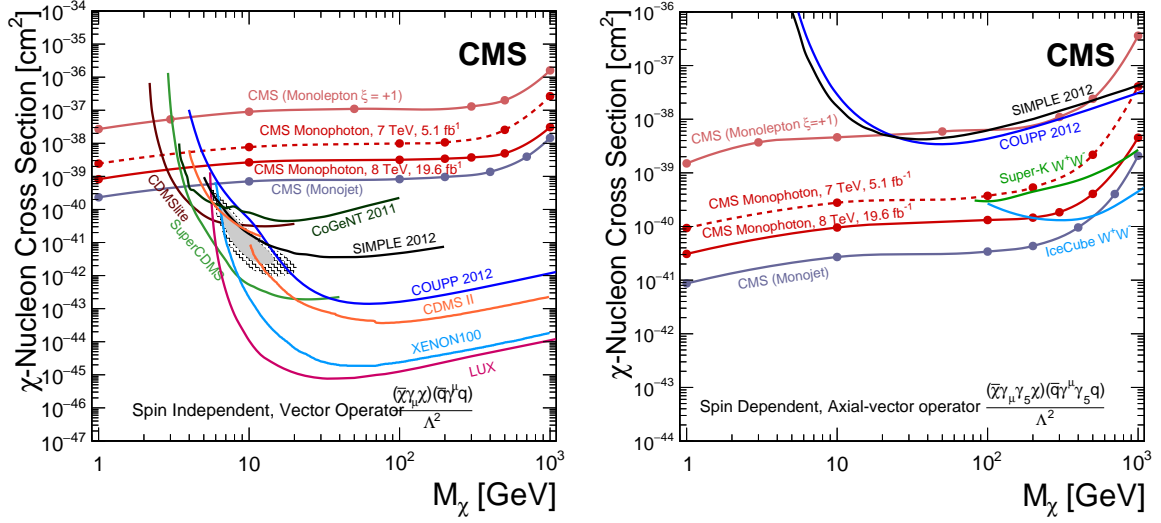 χ-Nucleon Cross Section [cm²]
10⁻³⁴
10⁻³⁵
10⁻³⁶
10⁻³⁷
10⁻³⁸
10⁻³⁹
10⁻⁴⁰
10⁻⁴¹
10⁻⁴²
10⁻⁴³
10⁻⁴⁴
10⁻⁴⁵
10⁻⁴⁶
10⁻⁴⁷
CMS
CMS (Monolepton ξ = +1)
CMS Monophoton, 7 TeV, 5.1 fb⁻¹
CMS Monophoton, 8 TeV, 19.6 fb⁻¹
CMS (Monojet)
CDMSlite
SuperCDMS
CoGeNT 2011
SIMPLE 2012
COUPP 2012
CDMS II
XENON100
LUX
Spin Independent, Vector Operator (χ̄γ_μχ)(q̄γ^μq)
Λ²
1 10 10² 10³
M_χ [GeV]
χ-Nucleon Cross Section [cm²]
10⁻³⁶
10⁻³⁷
10⁻³⁸
10⁻³⁹
10⁻⁴⁰
10⁻⁴¹
10⁻⁴²
10⁻⁴³
10⁻⁴⁴
CMS
SIMPLE 2012
CMS (Monolepton ξ=+1)
COUPP 2012
Super-K W⁺W⁻
CMS Monophoton, 7 TeV, 5.1 fb⁻¹
CMS Monophoton, 8 TeV, 19.6 fb⁻¹
IceCube W⁺W⁻
CMS (Monojet)
Spin Dependent, Axial-vector operator (χ̄γ_μγ₅χ)(q̄γ^μγ₅q)
Λ²
1 10 10² 10³
M_χ [GeV]